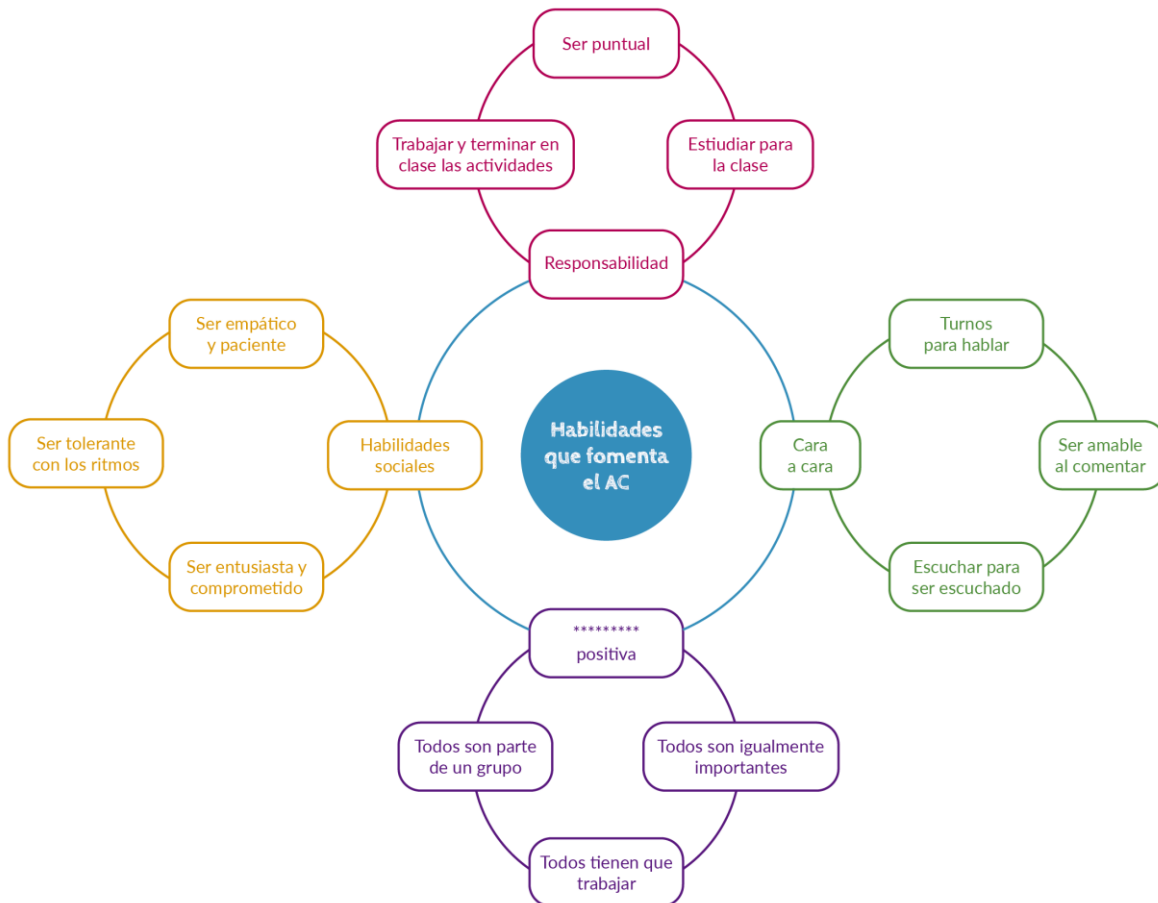 Ser puntual
Trabajar y terminar en
clase las actividades
Estiudiar para
la clase
Responsabilidad
Ser empático
y paciente
Ser tolerante
con los ritmos
Habilidades
sociales
Ser entusiasta y
comprometido
Habilidades
que fomenta
el AC
Turnos
para hablar
Cara
a cara
Ser amable
al comentar
Escuchar para
ser escuchado
*********
positiva
Todos son parte
de un grupo
Todos son igualmente
importantes
Todos tienen que
trabajar